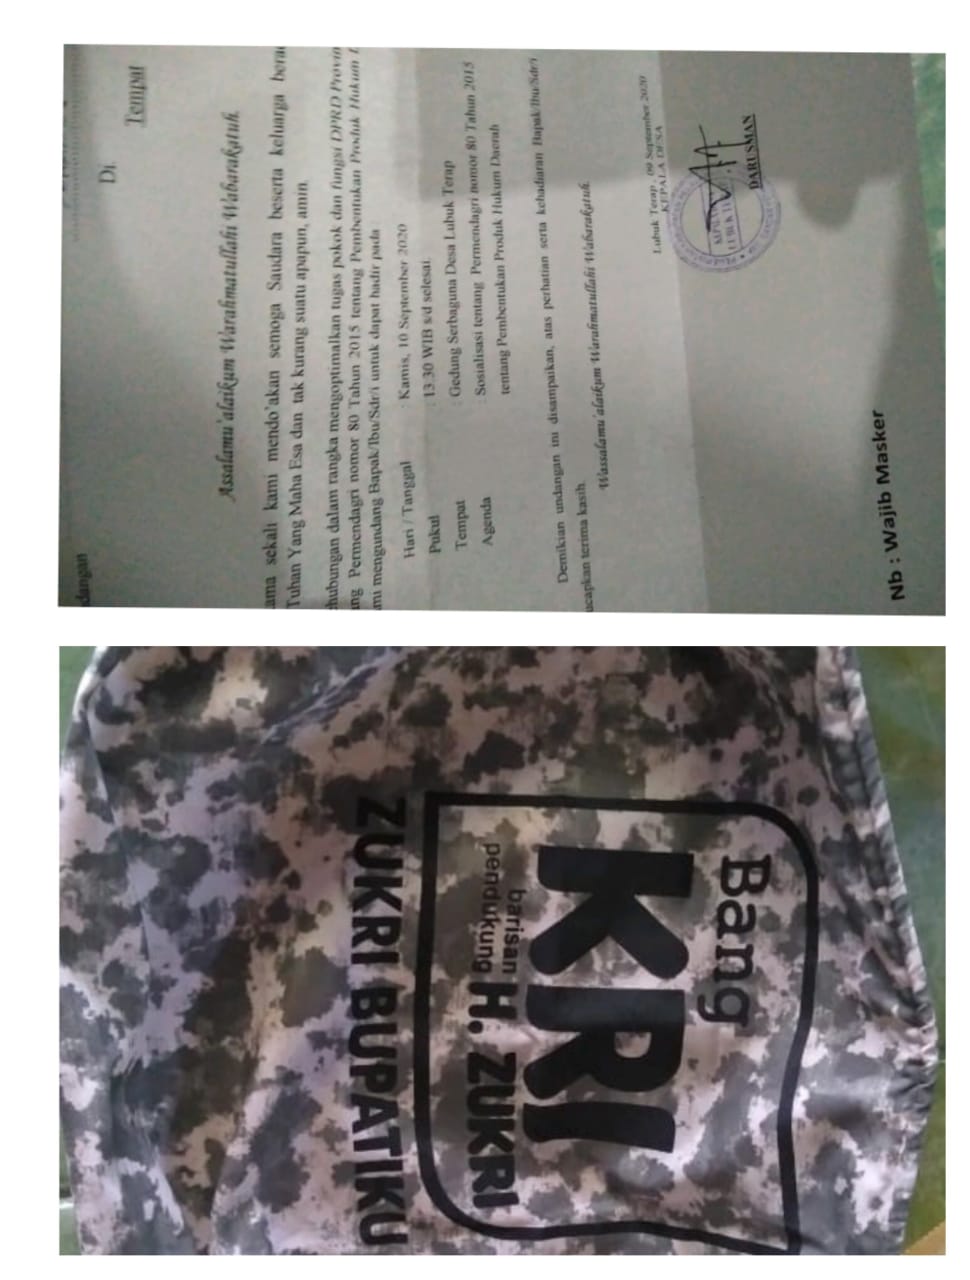 dangan
Di.
Tempat
Assalamu'alaikum Warahmatullahi Wabarakatuh.
ama sekali kami mendo'akan semoga Saudara beserta keluarga
Tuhan Yang Maha Esa dan tak kurang suatu apapun, amin.
hubungan dalam rangka mengoptimalkan tugas pokok dan fungsi DPRD Provin
ng Permendagri nomor 80 Tahun 2015 tentang Pembentukan Produk Hukum
mi mengundang Bapak/Ibu/Sdr/i untuk dapat hadir pada
Hari / Tanggal : Kamis, 10 September 2020
Pukul : 13.30 WIB s/d selesai
Tempat : Gedung Serbaguna Desa Lubuk Terap
Agenda : Sosialisasi tentang Permendagri nomor 80 Tahun 2015
tentang Pembentukan Produk Hukum Daerah
Demikian undangan ini disampaikan, atas perhatian serta kehadiaran Bapak/Ibu/Sdr/i
ucapkan terima kasih.
Wassalamu'alaikum Warahmatullahi Wabarakatuh.
Lubuk Terap, 09 September 2020
KEPALA DESA
DARUSMAN
Nb : Wajib Masker
Bang
KRI
barisan
pendukung H. ZUKRI
ZUKRI BUPATIKU